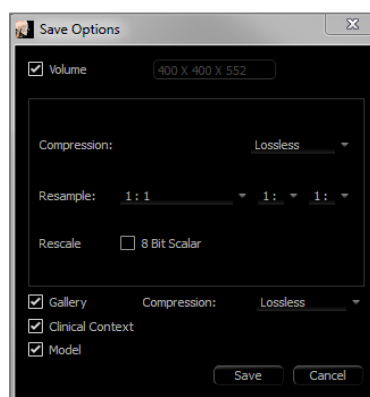 Save Options
Volume 400 X 400 X 552
Compression: Lossless
Resample: 1 : 1 1 : 1 :
Rescale 8 Bit Scalar
Gallery Compression: Lossless
Clinical Context
Model
Save Cancel